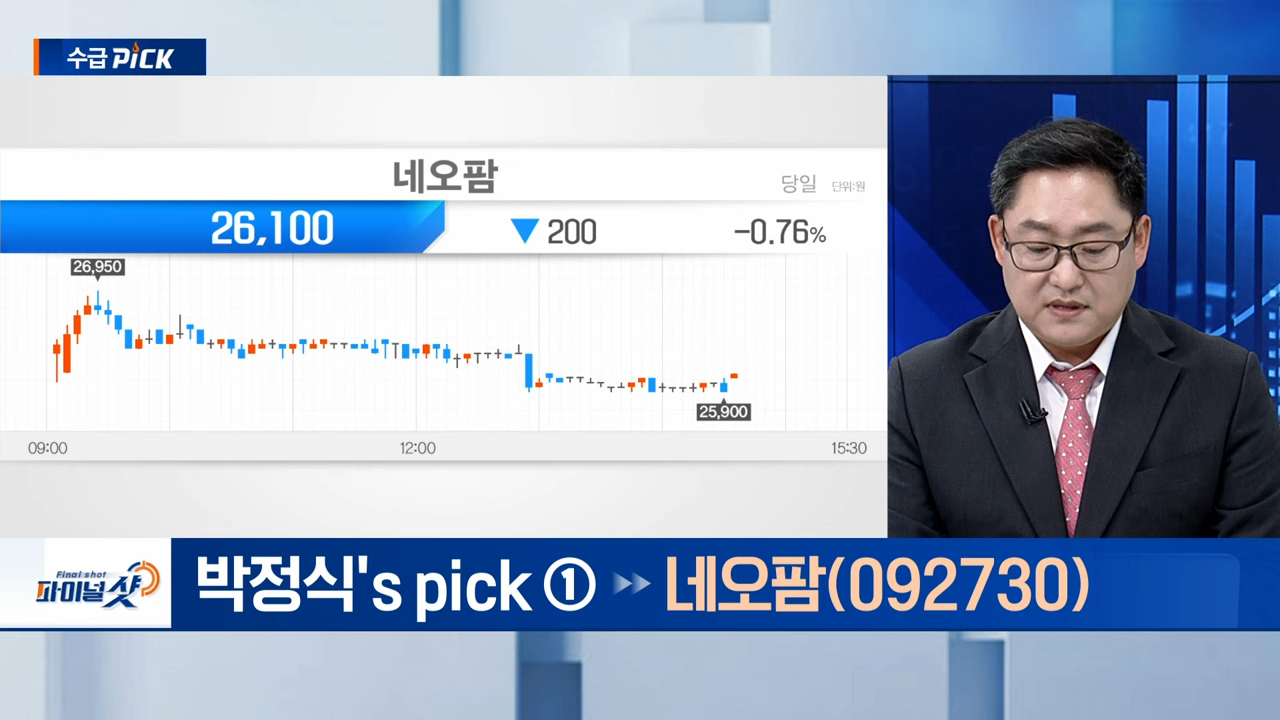 수급 PiCK
네오팜
당일 단위:원
26,100 ▼ 200 -0.76%
26,950
25,900
09:00 12:00 15:30
Final shot
파이널샷
박정식's pick ① ▸▸ 네오팜(092730)